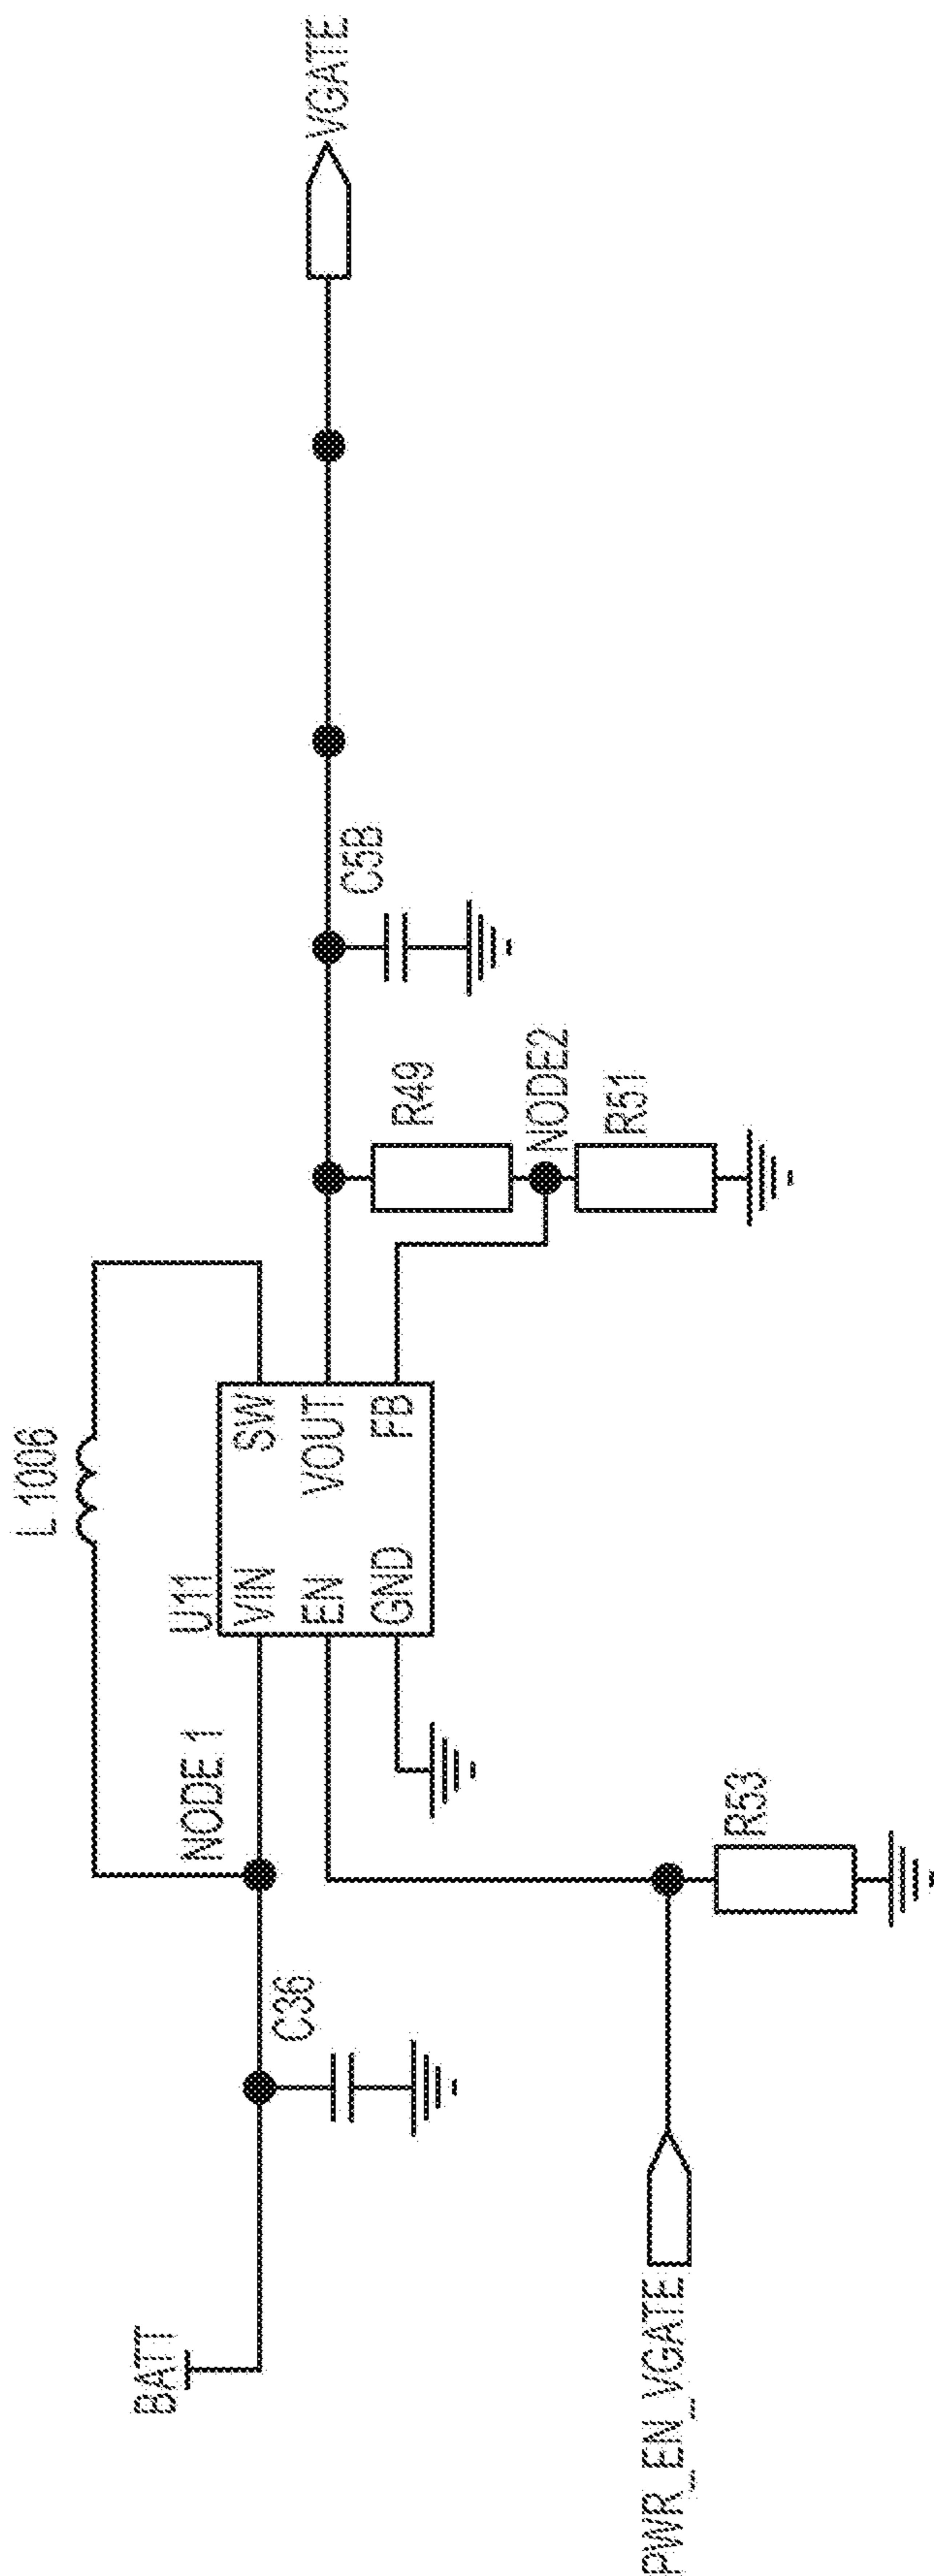 L 1006
BATT
NODE 1
U11
VIN
SW
EN
VOUT
GND
FB
VGATE
C36
C5B
R49
NODE2
R51
PWR_EN_VGATE
R53